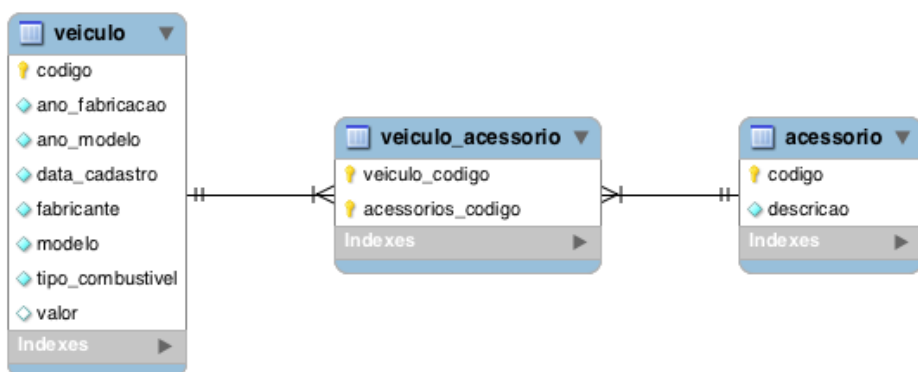 veiculo
codigo
ano_fabricacao
ano_modelo
data_cadastro
fabricante
modelo
tipo_combustivel
valor
Indexes
veiculo_acessorio
veiculo_codigo
acessorios_codigo
Indexes
acessorio
codigo
descricao
Indexes